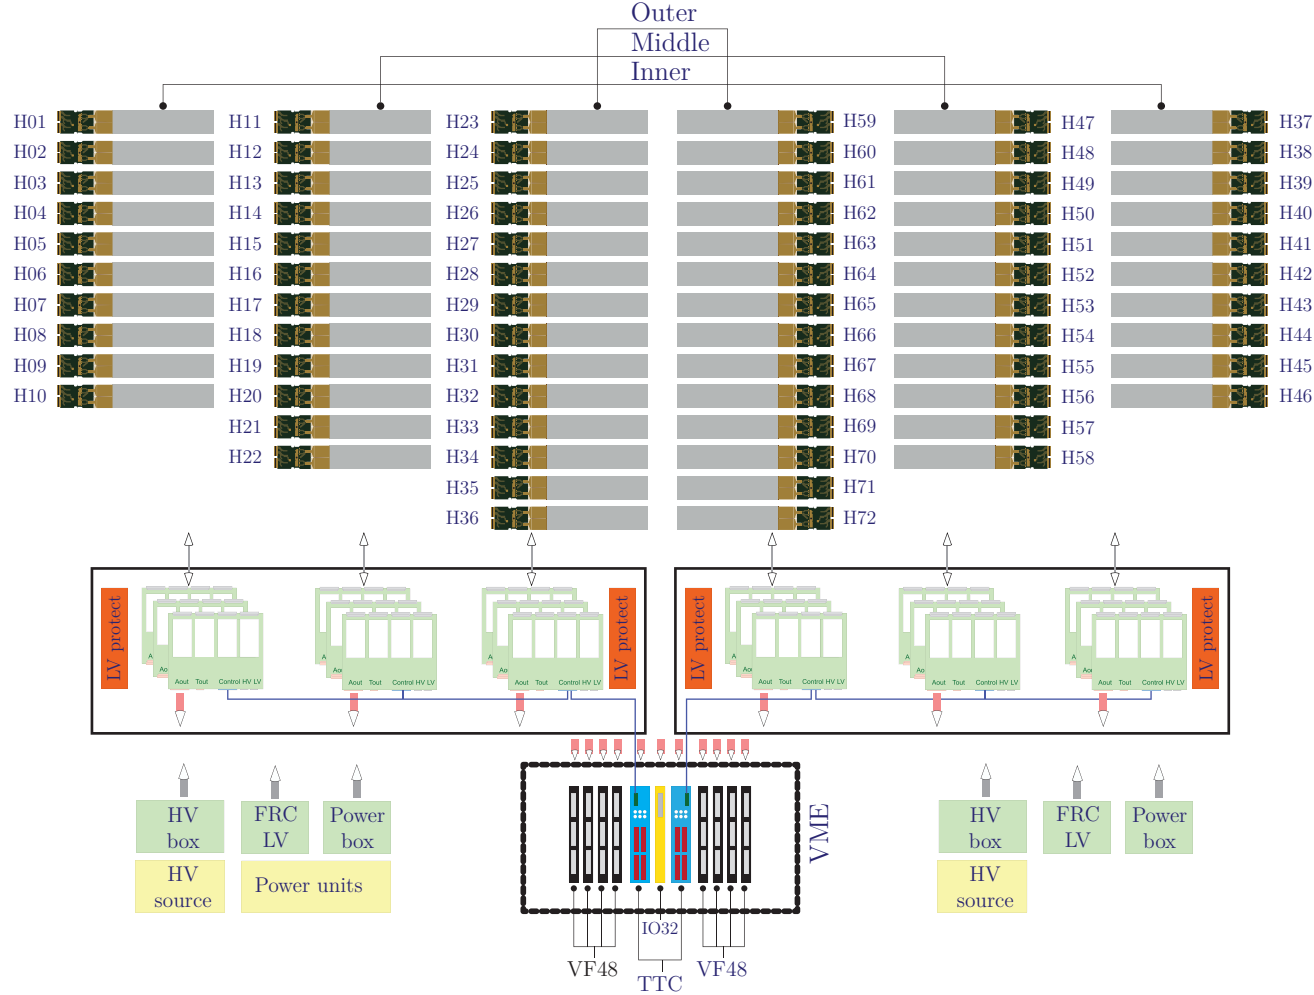 Outer
Middle
Inner
H01 H11 H23 H59 H47 H37
H02 H12 H24 H60 H48 H38
H03 H13 H25 H61 H49 H39
H04 H14 H26 H62 H50 H40
H05 H15 H27 H63 H51 H41
H06 H16 H28 H64 H52 H42
H07 H17 H29 H65 H53 H43
H08 H18 H30 H66 H54 H44
H09 H19 H31 H67 H55 H45
H10 H20 H32 H68 H56 H46
H21 H33 H69 H57
H22 H34 H70 H58
H35 H71
H36 H72
LV protect
LV protect
LV protect
LV protect
Aout Tout Control HV LV
Aout Tout Control HV LV
Aout Tout Control HV LV
Aout Tout Control HV LV
Aout Tout Control HV LV
Aout Tout Control HV LV
HV
box
FRC
LV
Power
box
HV
source
Power units
VME
HV
box
FRC
LV
Power
box
HV
source
IO32
VF48
TTC
VF48